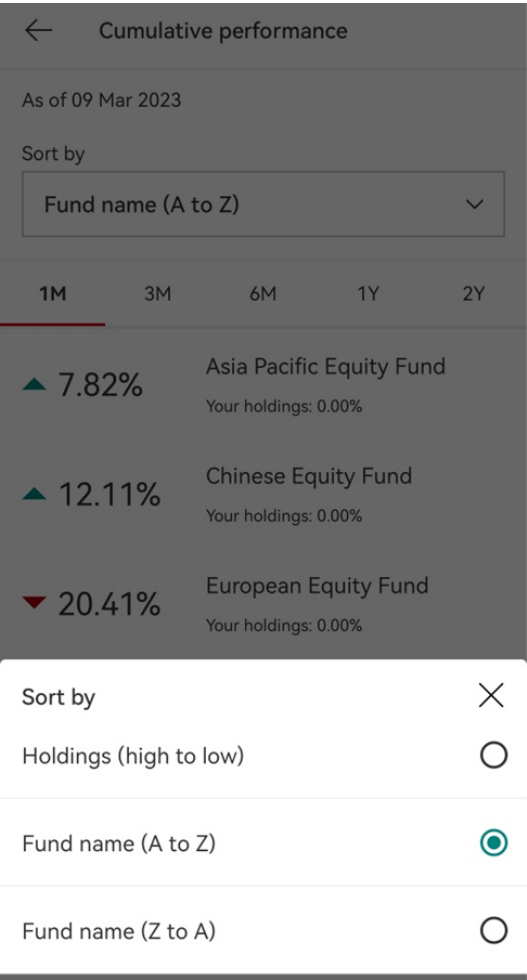 Cumulative performance
As of 09 Mar 2023
Sort by
Fund name (A to Z)
1M 3M 6M 1Y 2Y
7.82%
Asia Pacific Equity Fund
Your holdings: 0.00%
12.11%
Chinese Equity Fund
Your holdings: 0.00%
20.41%
European Equity Fund
Your holdings: 0.00%
Sort by
Holdings (high to low)
Fund name (A to Z)
Fund name (Z to A)